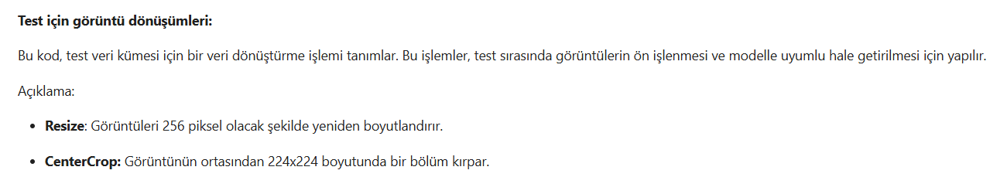 Test için görüntü dönüşümleri:
Bu kod, test veri kümesi için bir veri dönüştürme işlemi tanımlar. Bu işlemler, test sırasında görüntülerin ön işlenmesi ve modelle uyumlu hale getirilmesi için yapılır.
Açıklama:
• Resize: Görüntüleri 256 piksel olacak şekilde yeniden boyutlandırır.
• CenterCrop: Görüntünün ortasından 224x224 boyutunda bir bölüm kırpar.